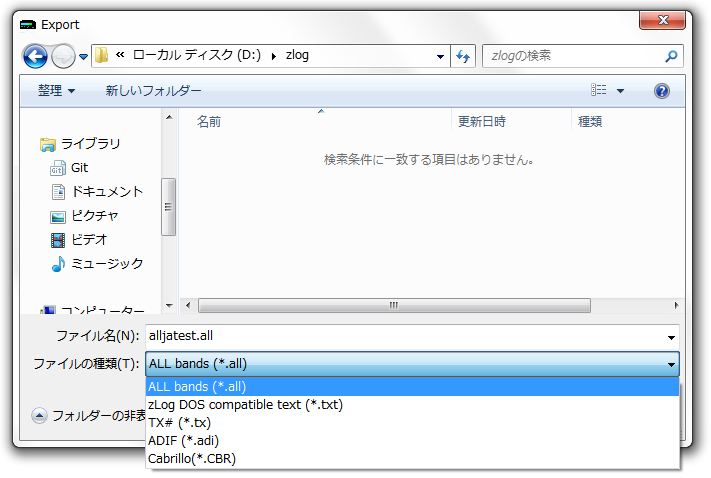 Export
« ローカル ディスク (D:) ▸ zlog
zlogの検索
整理 ▼ 新しいフォルダー
名前 更新日時 種類
検索条件に一致する項目はありません。
ライブラリ
Git
ドキュメント
ピクチャ
ビデオ
ミュージック
コンピューター
ファイル名(N): alljatest.all
ファイルの種類(T): ALL bands (*.all)
ALL bands (*.all)
zLog DOS compatible text (*.txt)
TX# (*.tx)
ADIF (*.adi)
Cabrillo(*.CBR)
フォルダーの非表